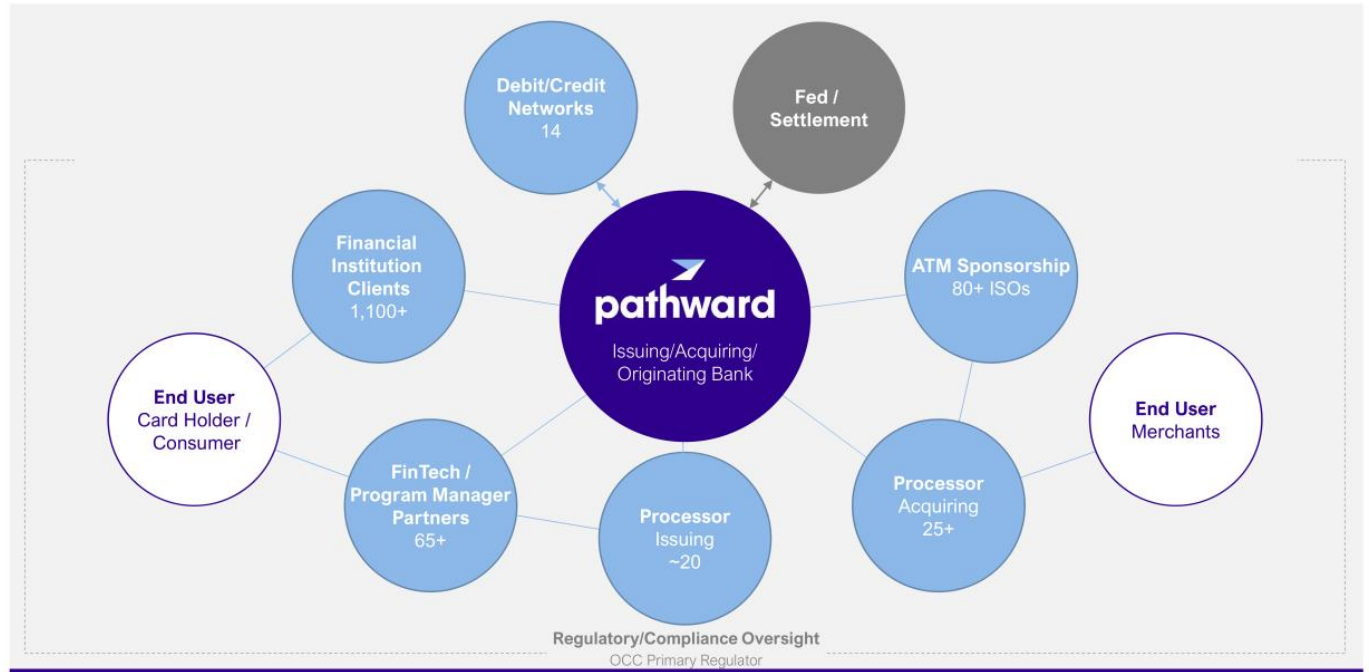 Debit/Credit
Networks
14
Fed /
Settlement
Financial
Institution
Clients
1,100+
pathward
Issuing/Acquiring/
Originating Bank
ATM Sponsorship
80+ ISOs
End User
Card Holder /
Consumer
End User
Merchants
FinTech /
Program Manager
Partners
65+
Processor
Issuing
~20
Processor
Acquiring
25+
Regulatory/Compliance Oversight
OCC Primary Regulator